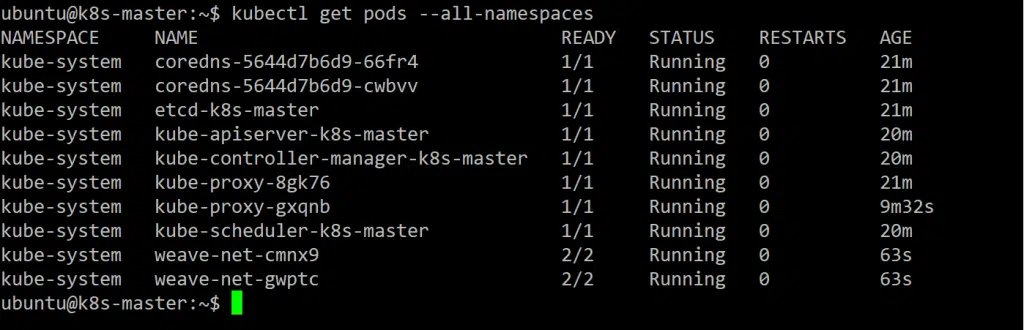 ubuntu@k8s-master:~$ kubectl get pods --all-namespaces
NAMESPACE     NAME                                 READY   STATUS    RESTARTS   AGE
kube-system   coredns-5644d7b6d9-66fr4             1/1     Running   0          21m
kube-system   coredns-5644d7b6d9-cwbvv             1/1     Running   0          21m
kube-system   etcd-k8s-master                      1/1     Running   0          21m
kube-system   kube-apiserver-k8s-master            1/1     Running   0          20m
kube-system   kube-controller-manager-k8s-master   1/1     Running   0          20m
kube-system   kube-proxy-8gk76                     1/1     Running   0          21m
kube-system   kube-proxy-gxqnb                     1/1     Running   0          9m32s
kube-system   kube-scheduler-k8s-master            1/1     Running   0          20m
kube-system   weave-net-cmnx9                      2/2     Running   0          63s
kube-system   weave-net-gwptc                      2/2     Running   0          63s
ubuntu@k8s-master:~$